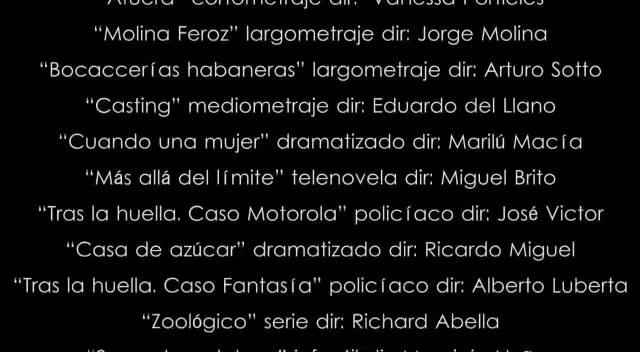 cortometraje dir:
“Molina Feroz” largometraje dir: Jorge Molina
“Bocaccerías habaneras” largometraje dir: Arturo Sotto
“Casting” mediometraje dir: Eduardo del Llano
“Cuando una mujer” dramatizado dir: Marilú Macía
“Más allá del límite” telenovela dir: Miguel Brito
“Tras la huella. Caso Motorola” policíaco dir: José Victor
“Casa de azúcar” dramatizado dir: Ricardo Miguel
“Tras la huella. Caso Fantasía” policíaco dir: Alberto Luberta
“Zoológico” serie dir: Richard Abella